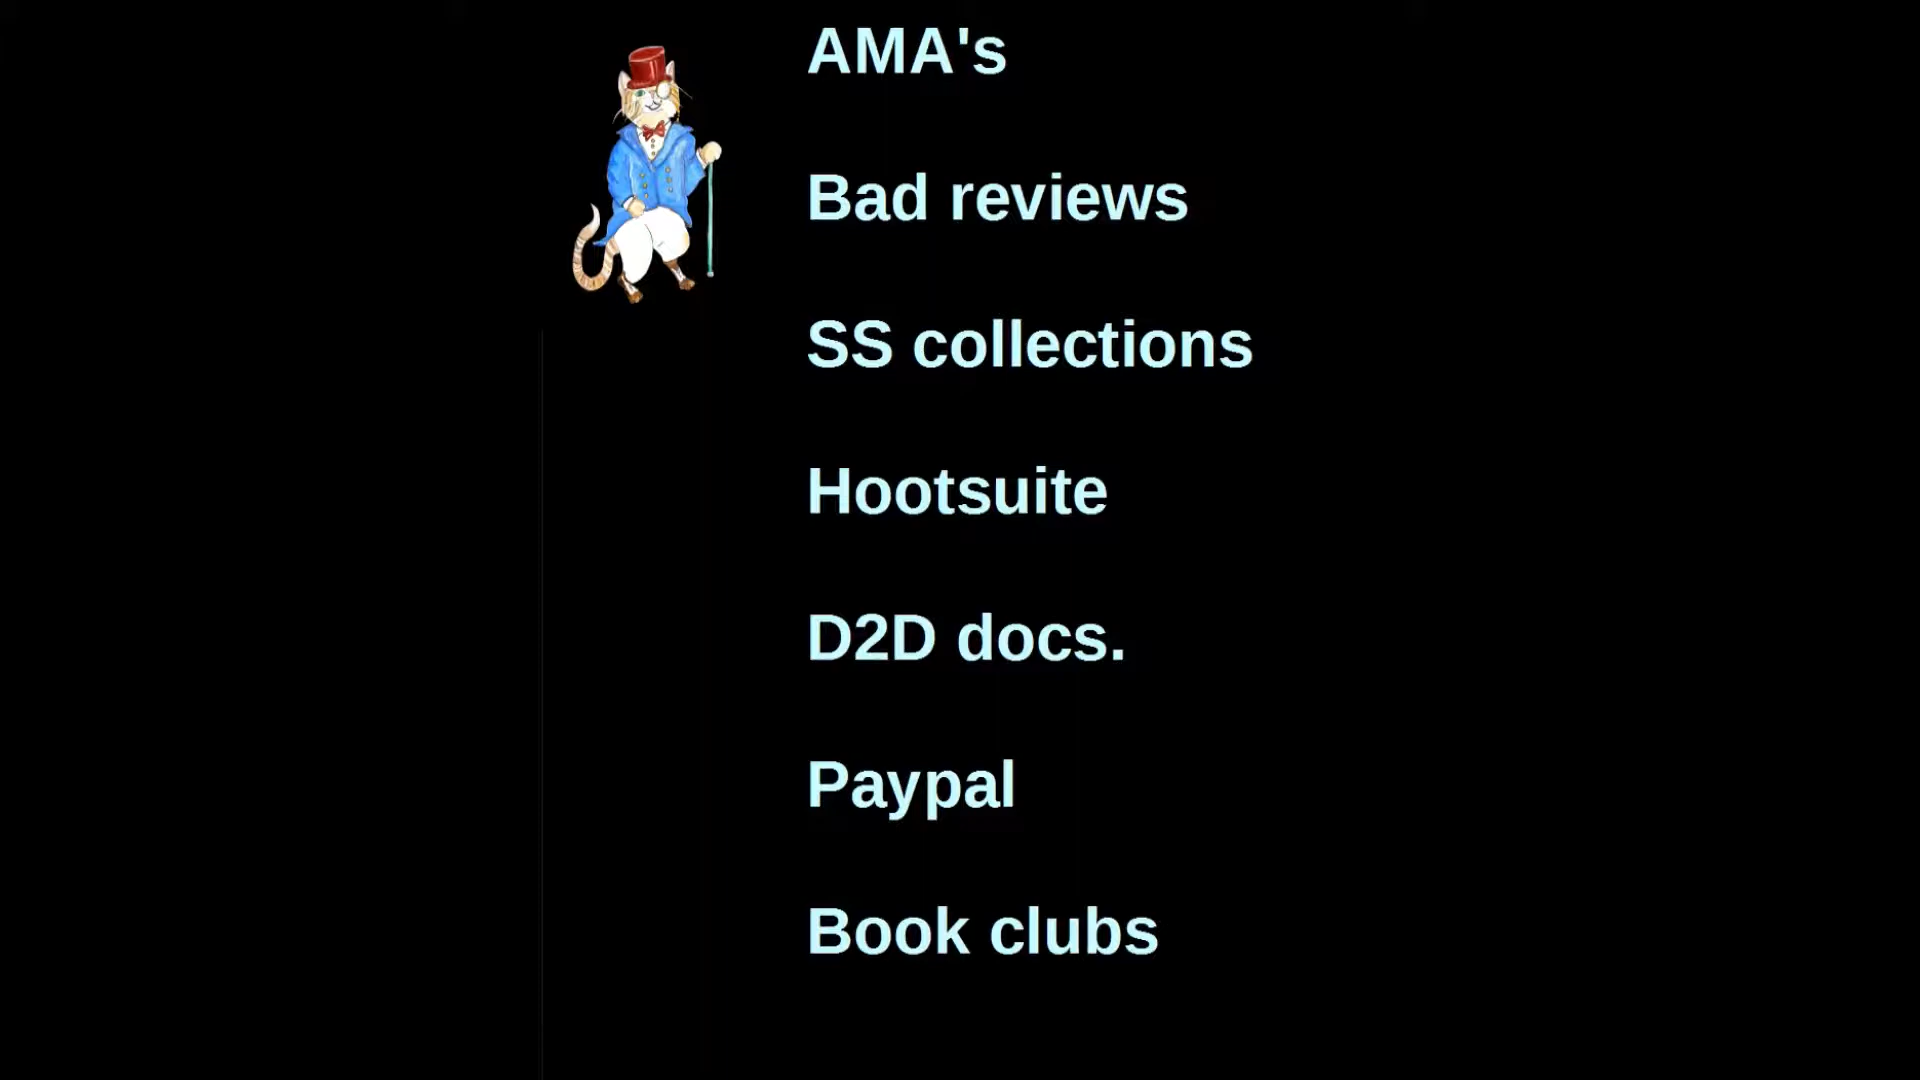 AMA's
Bad reviews
SS collections
Hootsuite
D2D docs.
Paypal
Book clubs